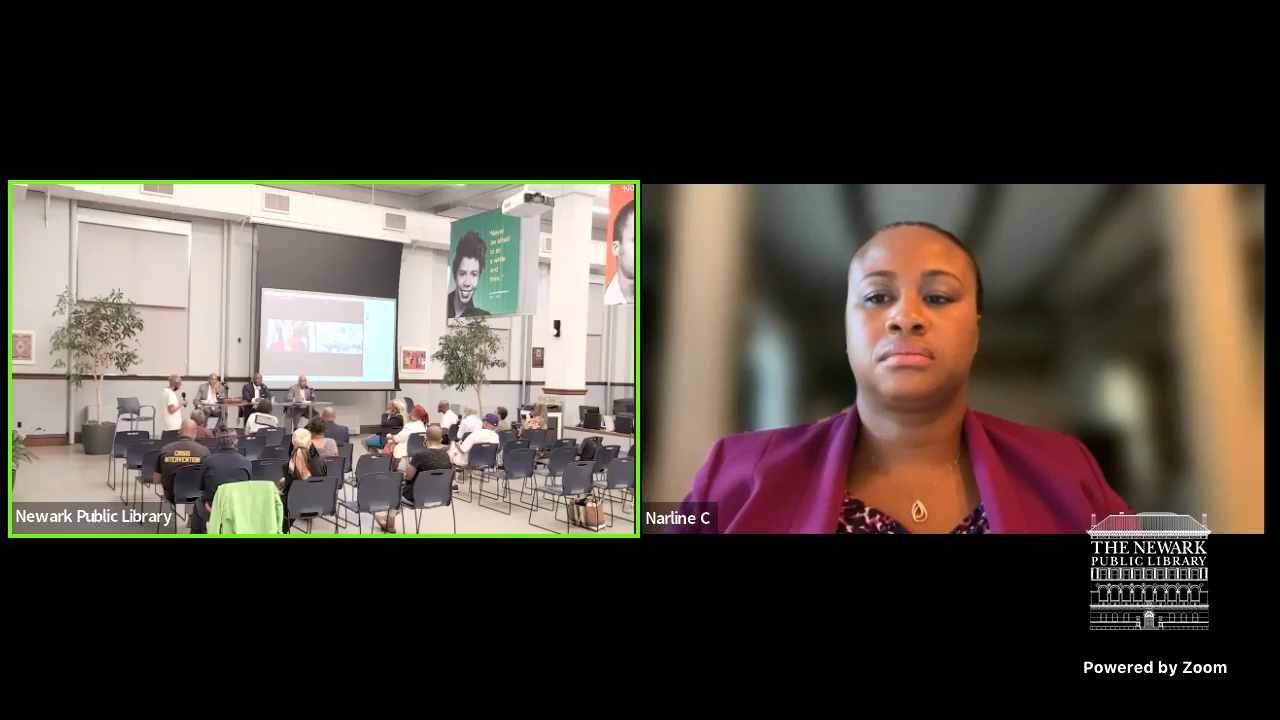 "No
"Never
be afraid
to sit
a while
and
think."
CRISIS
INTERVENTION
Newark Public Library
Narline C
THE NEWARK
PUBLIC LIBRARY
Powered by Zoom